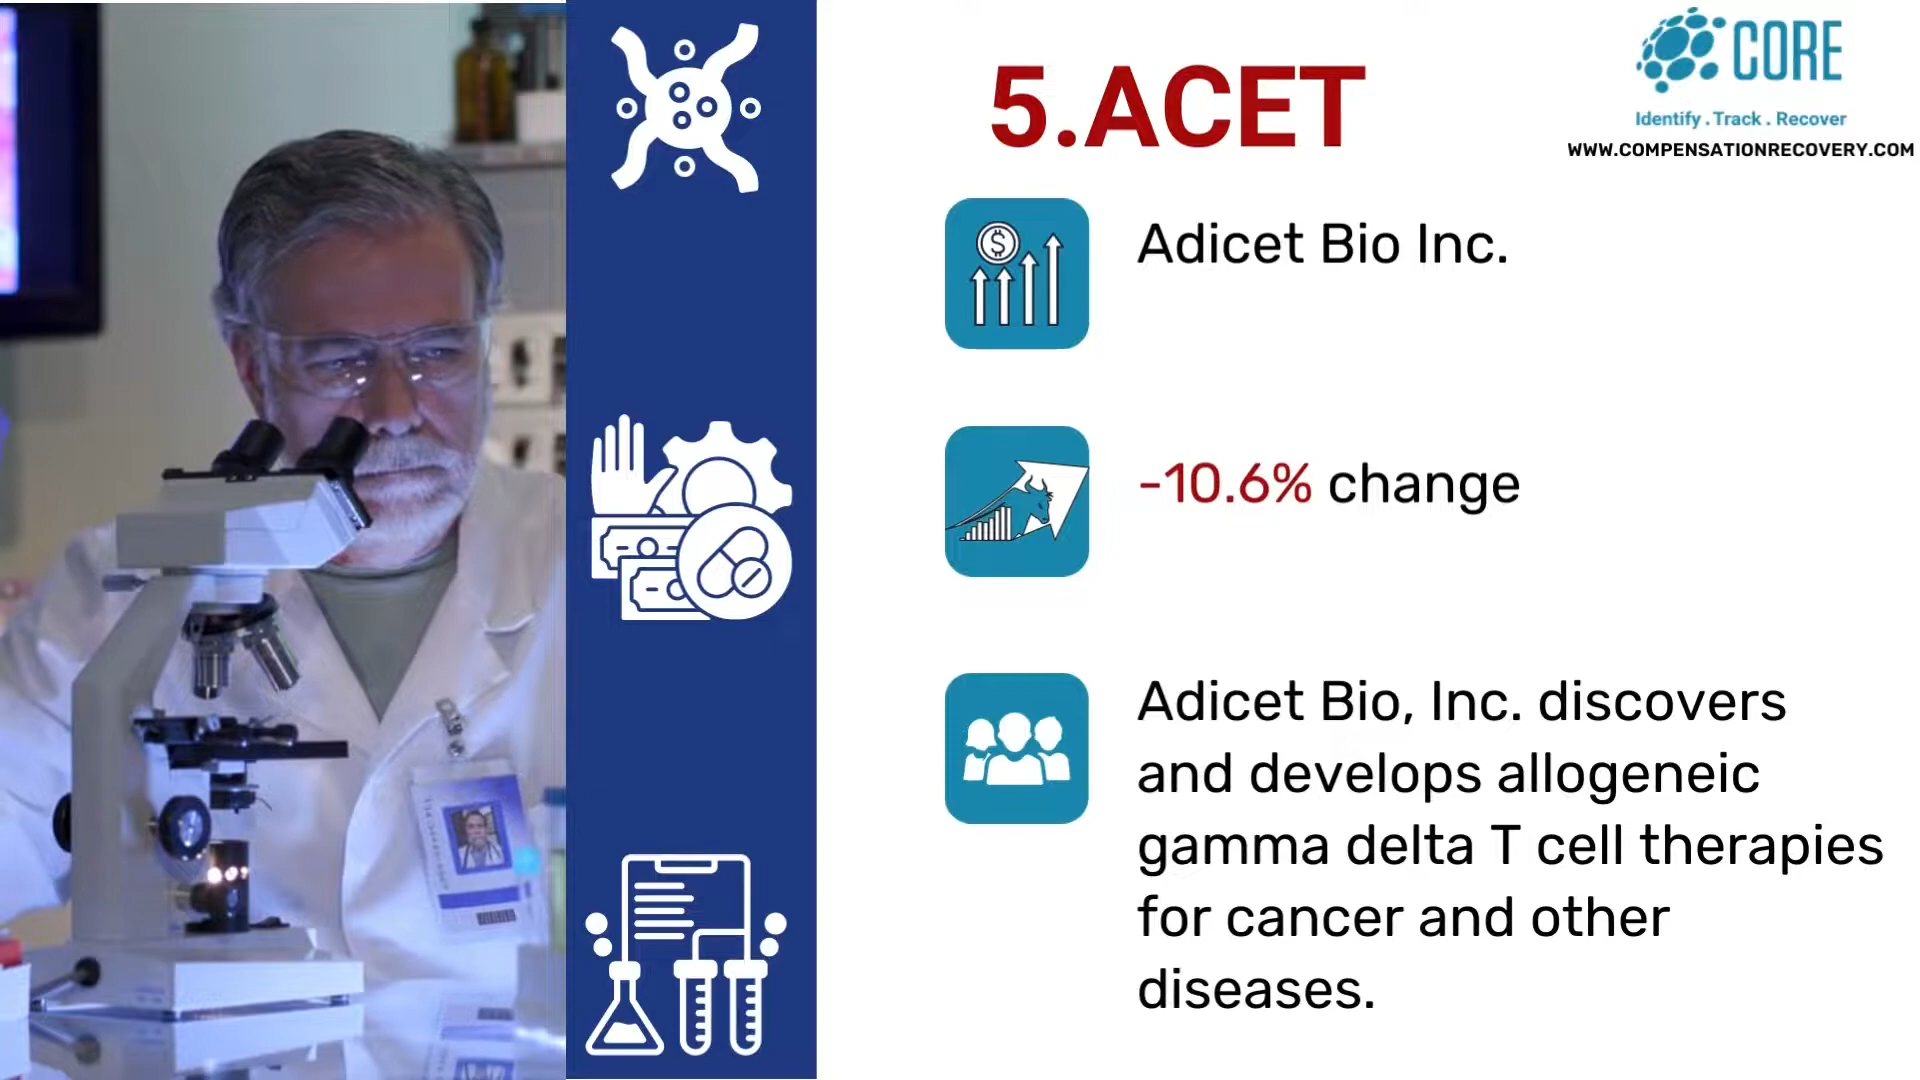 5.ACET
CORE
Identify . Track . Recover
WWW.COMPENSATIONRECOVERY.COM
Adicet Bio Inc.
-10.6% change
Adicet Bio, Inc. discovers
and develops allogeneic
gamma delta T cell therapies
for cancer and other
diseases.